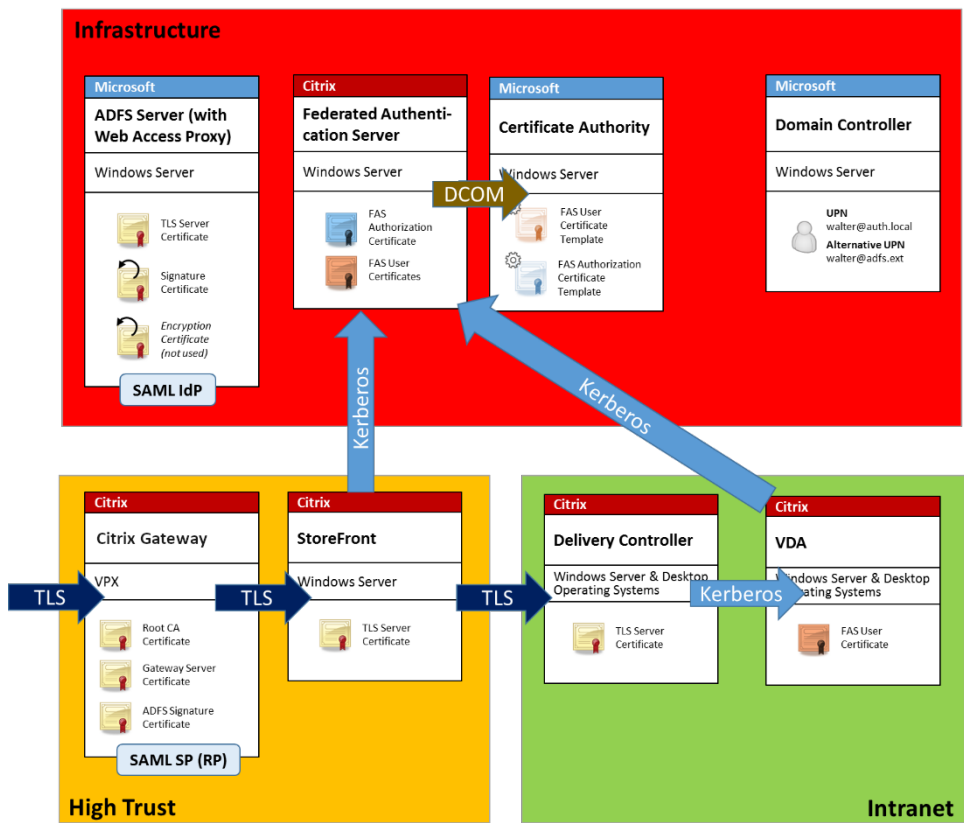 Infrastructure
Microsoft
ADFS Server (with
Web Access Proxy)
Windows Server
TLS Server
Certificate
Signature
Certificate
Encryption
Certificate
(not used)
SAML IdP
Citrix
Federated Authenti-
cation Server
Windows Server
FAS
Authorization
Certificate
FAS User
Certificates
DCOM
Microsoft
Certificate Authority
Windows Server
FAS User
Certificate
Template
FAS Authorization
Certificate
Template
Microsoft
Domain Controller
Windows Server
UPN
walter@auth.local
Alternative UPN
walter@adfs.ext
Kerberos
Kerberos
Citrix
Citrix Gateway
VPX
TLS
Root CA
Certificate
Gateway Server
Certificate
ADFS Signature
Certificate
SAML SP (RP)
TLS
Citrix
StoreFront
Windows Server
TLS Server
Certificate
High Trust
TLS
Citrix
Delivery Controller
Windows Server & Desktop
Operating Systems
TLS Server
Certificate
Kerberos
Citrix
VDA
Windows Server & Desktop
Operating Systems
FAS User
Certificate
Intranet